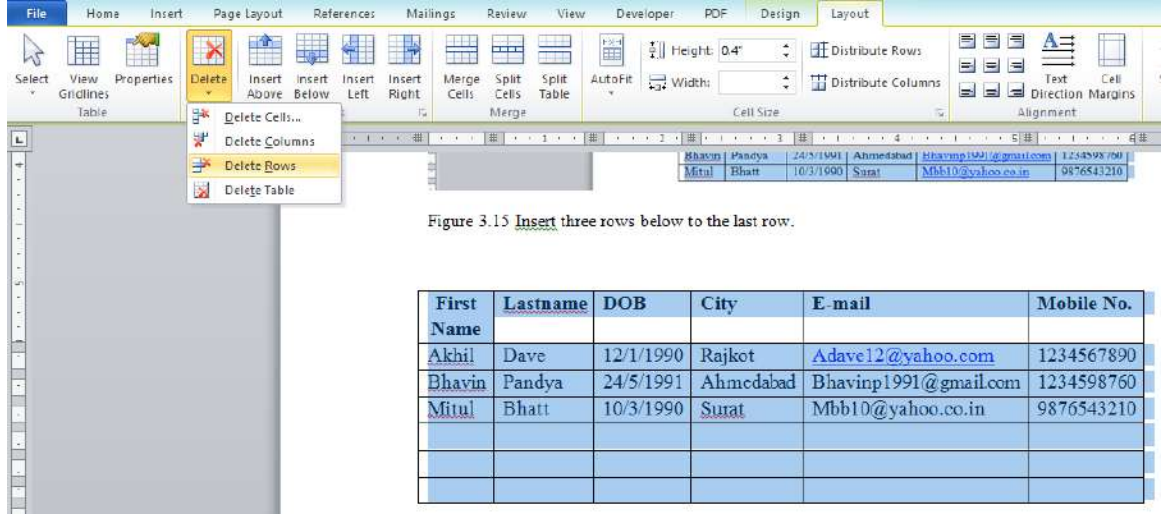 File Home Insert Page Layout References Mailings Review View Developer PDF Design Layout
Select View Gridlines Properties Delete Insert Above Insert Below Insert Left Insert Right Merge Cells Split Cells Split Table AutoFit Height: 0.4" Width: Distribute Rows Distribute Columns Text Direction Cell Margins
Table Merge Cell Size Alignment
Delete Cells...
Delete Columns
Delete Rows
Delete Table
1 2 3 4 5 6
Bhavin Pandya 24/5/1991 Ahmedabad Bhavinp1991@gmail.com 1234598760
Mitul Bhatt 10/3/1990 Surat Mbb10@yahoo.co.in 9876543210
Figure 3.15 Insert three rows below to the last row.
First Name Lastname DOB City E-mail Mobile No.
Akhil Dave 12/1/1990 Rajkot Adave12@yahoo.com 1234567890
Bhavin Pandya 24/5/1991 Ahmedabad Bhavinp1991@gmail.com 1234598760
Mitul Bhatt 10/3/1990 Surat Mbb10@yahoo.co.in 9876543210